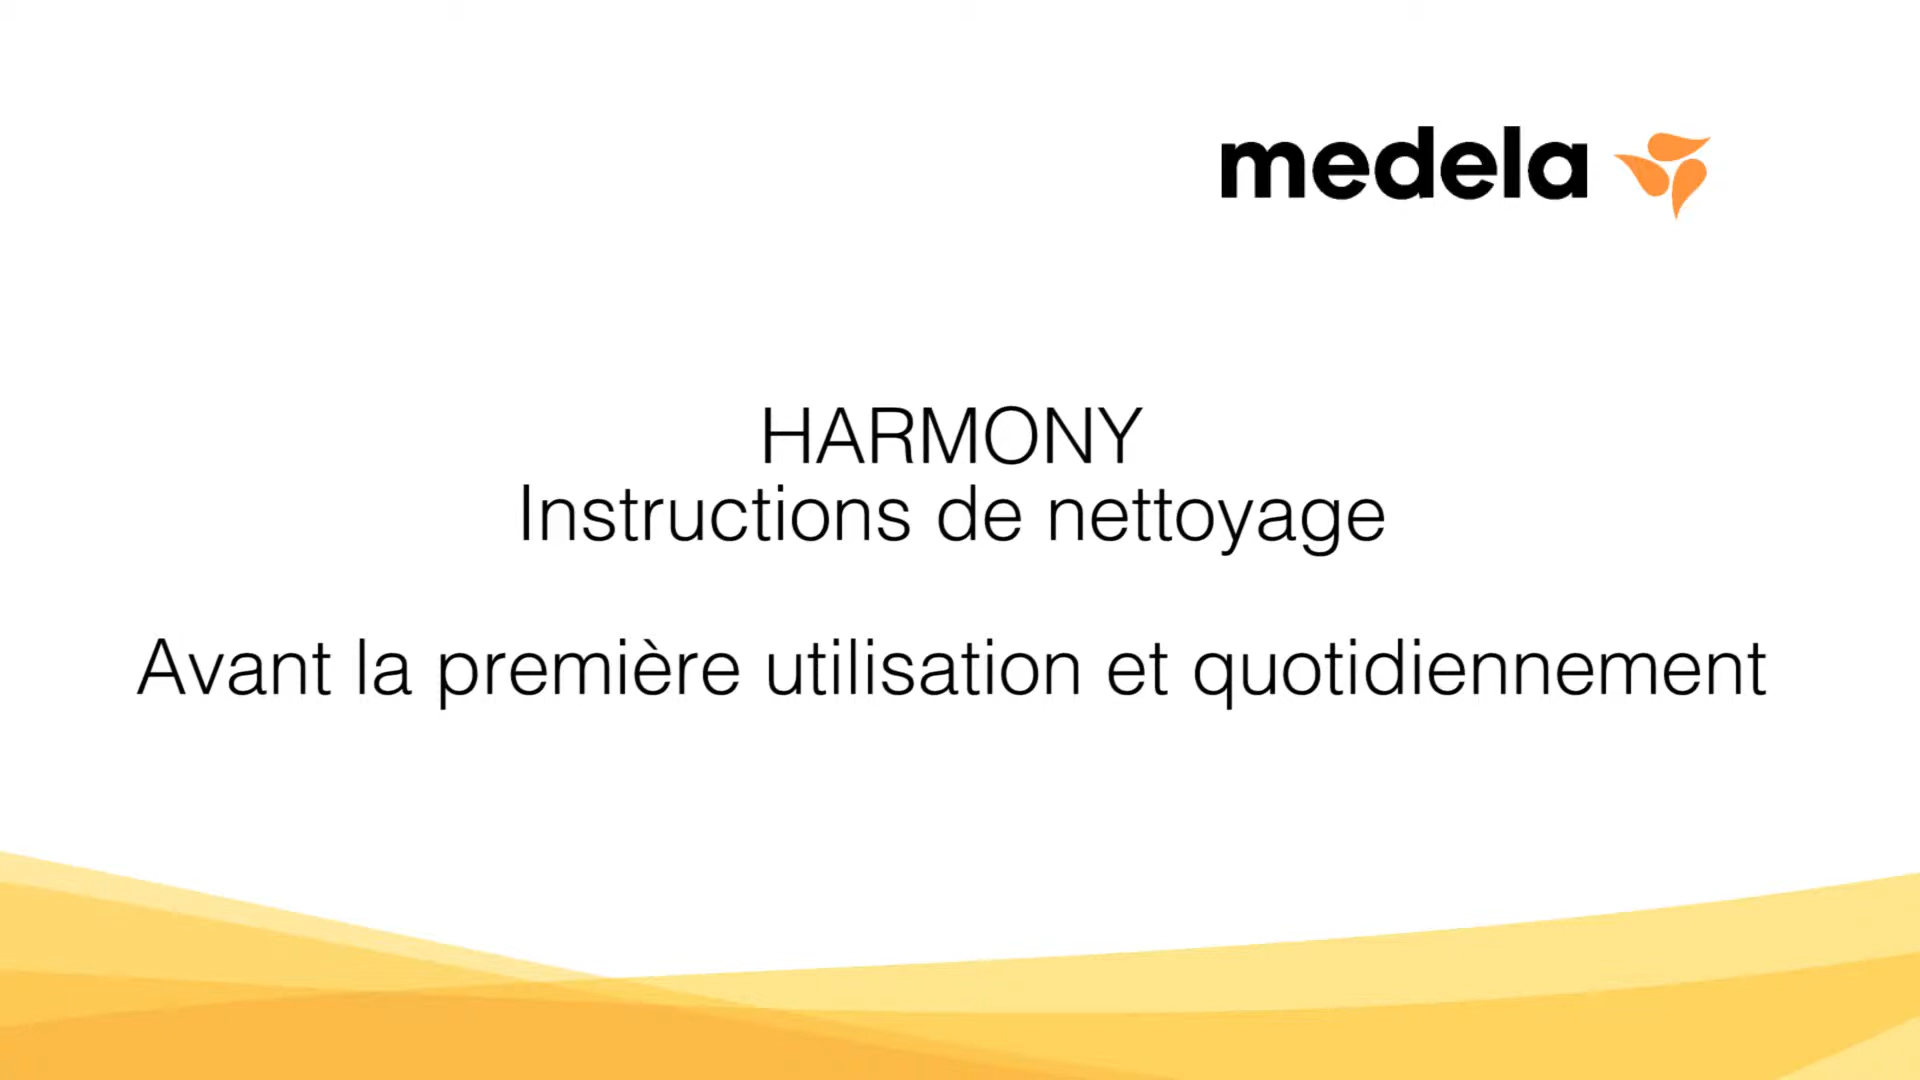 medela
HARMONY
Instructions de nettoyage
Avant la première utilisation et quotidiennement